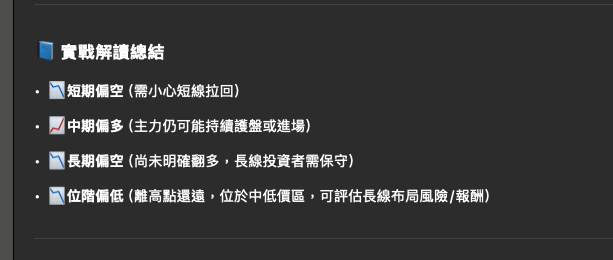 📘 實戰解讀總結
• 📉短期偏空 (需小心短線拉回)
• 📈中期偏多 (主力仍可能持續護盤或進場)
• 📉長期偏空 (尚未明確翻多，長線投資者需保守)
• 📉位階偏低 (離高點還遠，位於中低價區，可評估長線布局風險/報酬)